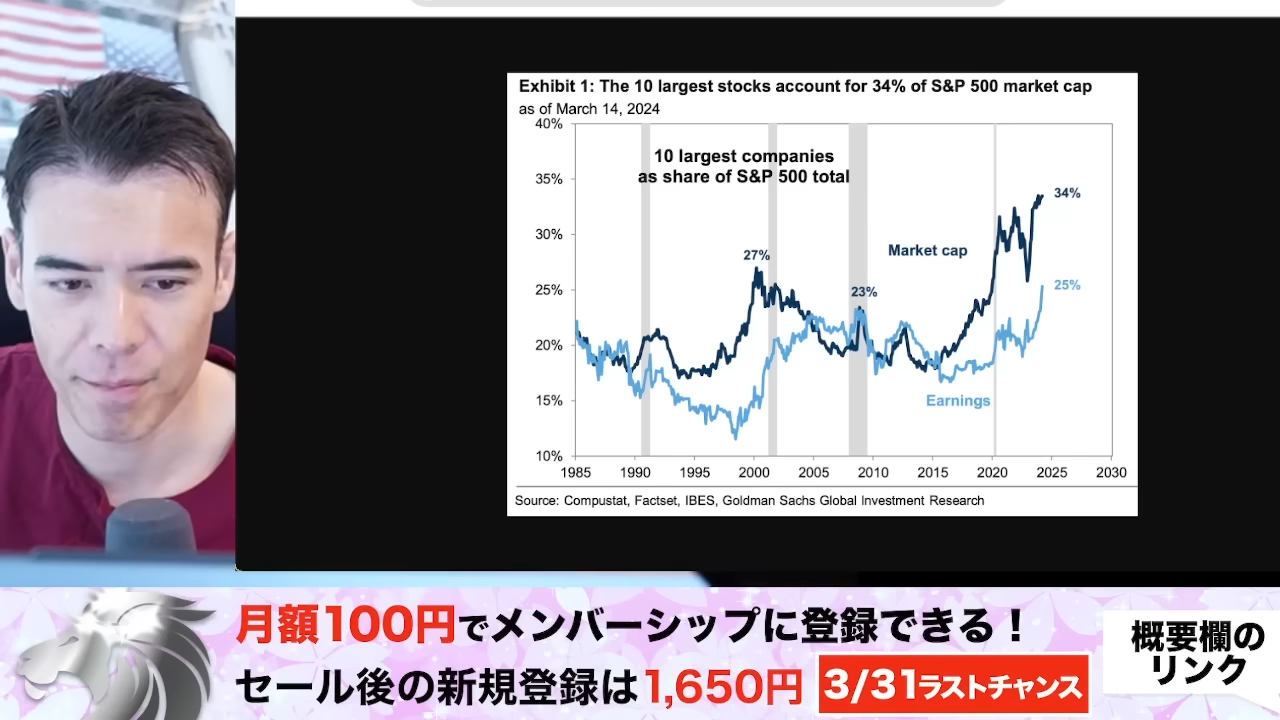 Exhibit 1: The 10 largest stocks account for 34% of S&P 500 market cap
as of March 14, 2024
40%
10 largest companies
as share of S&P 500 total
35%
34%
30%
Market cap
27%
25%
25%
23%
20%
15%
Earnings
10%
1985 1990 1995 2000 2005 2010 2015 2020 2025 2030
Source: Compustat, Factset, IBES, Goldman Sachs Global Investment Research
月額100円でメンバーシップに登録できる！
セール後の新規登録は1,650円 3/31ラストチャンス
概要欄の
リンク